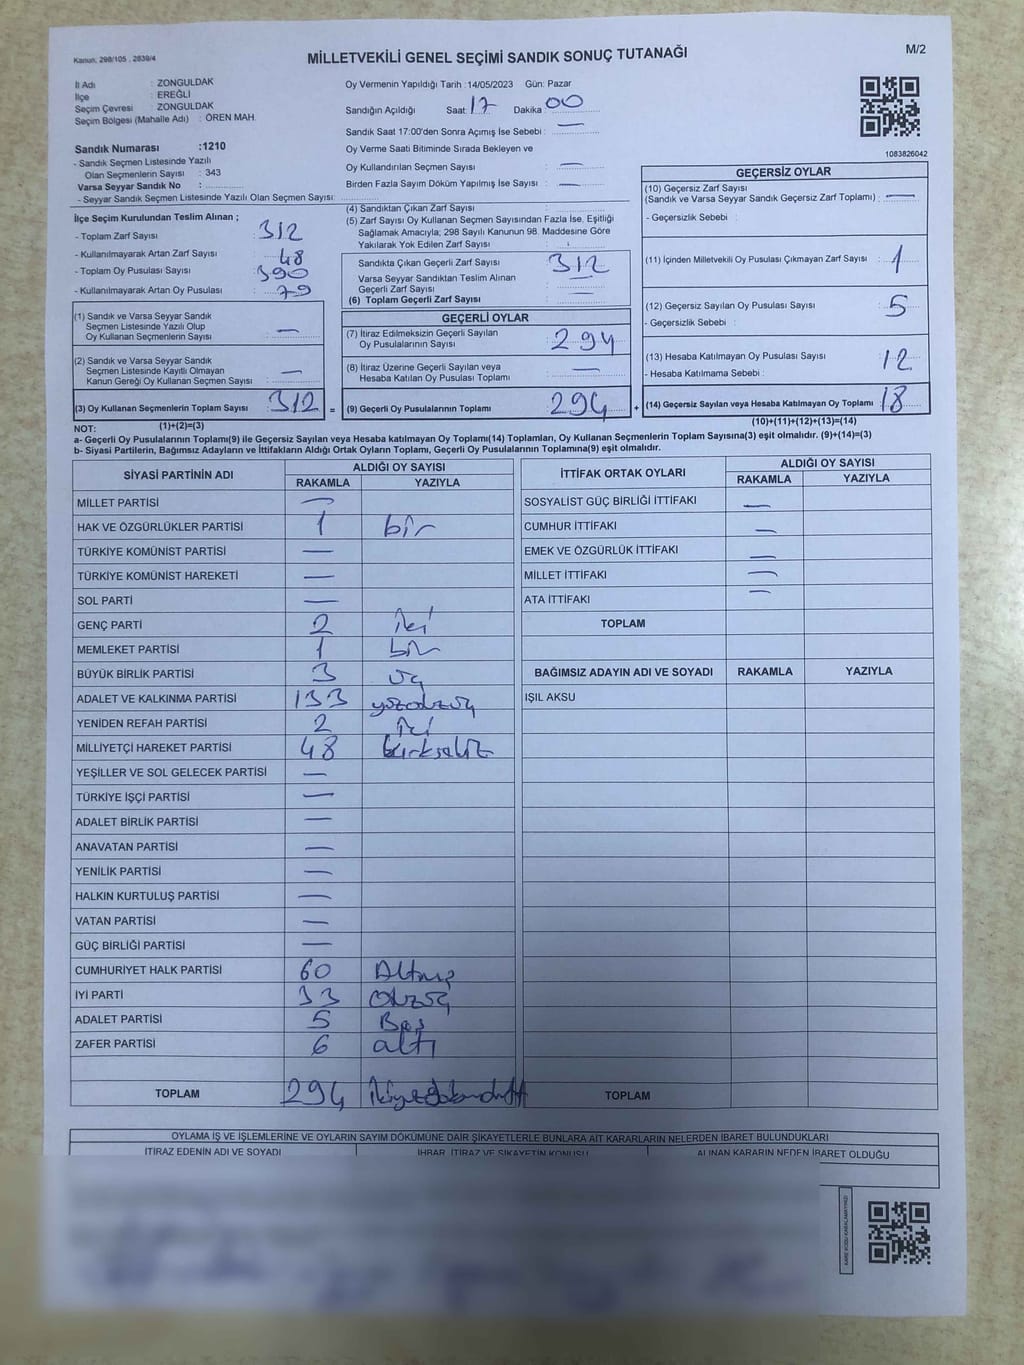 Kanun, 298/105 . 2839/4
MİLLETVEKİLİ GENEL SEÇİMİ SANDIK SONUÇ TUTANAĞI
M/2
İl Adı : ZONGULDAK
İlçe : EREĞLİ
Seçim Çevresi : ZONGULDAK
Seçim Bölgesi (Mahalle Adı) : ÖREN MAH.
Sandık Numarası :1210
- Sandık Seçmen Listesinde Yazılı
Olan Seçmenlerin Sayısı : 343
Varsa Seyyar Sandık No :
- Seyyar Sandık Seçmen Listesinde Yazılı Olan Seçmen Sayısı:
Oy Vermenin Yapıldığı Tarih :14/05/2023 Gün: Pazar
Sandığın Açıldığı Saat: 17 Dakika: 00
Sandık Saat 17:00'den Sonra Açımış İse Sebebi : —
Oy Verme Saati Bitiminde Sırada Bekleyen ve
Oy Kullandırılan Seçmen Sayısı : —
Birden Fazla Sayım Döküm Yapılmış İse Sayısı : —
1083826042
İlçe Seçim Kurulundan Teslim Alınan ;
- Toplam Zarf Sayısı : 312
- Kullanılmayarak Artan Zarf Sayısı : 48
- Toplam Oy Pusulası Sayısı : 390
- Kullanılmayarak Artan Oy Pusulası : 79
(1) Sandık ve Varsa Seyyar Sandık
Seçmen Listesinde Yazılı Olup
Oy Kullanan Seçmenlerin Sayısı : —
(2) Sandık ve Varsa Seyyar Sandık
Seçmen Listesinde Kayıtlı Olmayan
Kanun Gereği Oy Kullanan Seçmen Sayısı : —
(3) Oy Kullanan Seçmenlerin Toplam Sayısı : 312 =
(4) Sandıktan Çıkan Zarf Sayısı :
(5) Zarf Sayısı Oy Kullanan Seçmen Sayısından Fazla İse, Eşitliği
Sağlamak Amacıyla; 298 Sayılı Kanunun 98. Maddesine Göre
Yakılarak Yok Edilen Zarf Sayısı :
Sandıkta Çıkan Geçerli Zarf Sayısı : 312
Varsa Seyyar Sandıktan Teslim Alınan
Geçerli Zarf Sayısı : —
(6) Toplam Geçerli Zarf Sayısı : —
GEÇERLİ OYLAR
(7) İtiraz Edilmeksizin Geçerli Sayılan
Oy Pusulalarının Sayısı : 294
(8) İtiraz Üzerine Geçerli Sayılan veya
Hesaba Katılan Oy Pusulası Toplamı : —
(9) Geçerli Oy Pusulalarının Toplamı : 294 +
GEÇERSİZ OYLAR
(10) Geçersiz Zarf Sayısı
(Sandık ve Varsa Seyyar Sandık Geçersiz Zarf Toplamı) : —
- Geçersizlik Sebebi :
(11) İçinden Milletvekili Oy Pusulası Çıkmayan Zarf Sayısı : 1
(12) Geçersiz Sayılan Oy Pusulası Sayısı : 5
- Geçersizlik Sebebi :
(13) Hesaba Katılmayan Oy Pusulası Sayısı : 12
- Hesaba Katılmama Sebebi :
(14) Geçersiz Sayılan veya Hesaba Katılmayan Oy Toplamı : 18
NOT: (1)+(2)=(3) (10)+(11)+(12)+(13)=(14)
a- Geçerli Oy Pusulalarının Toplamı(9) ile Geçersiz Sayılan veya Hesaba katılmayan Oy Toplamı(14) Toplamları, Oy Kullanan Seçmenlerin Toplam Sayısına(3) eşit olmalıdır. (9)+(14)=(3)
b- Siyasi Partilerin, Bağımsız Adayların ve İttifakların Aldığı Ortak Oyların Toplamı, Geçerli Oy Pusulalarının Toplamına(9) eşit olmalıdır.
SİYASİ PARTİNİN ADI ALDIĞI OY SAYISI
RAKAMLA YAZIYLA
MİLLET PARTİSİ —
HAK VE ÖZGÜRLÜKLER PARTİSİ 1 bir
TÜRKİYE KOMÜNİST PARTİSİ —
TÜRKİYE KOMÜNİST HAREKETİ —
SOL PARTİ —
GENÇ PARTİ 2 iki
MEMLEKET PARTİSİ 1 bir
BÜYÜK BİRLİK PARTİSİ 3 üç
ADALET VE KALKINMA PARTİSİ 133 yüzotuzüç
YENİDEN REFAH PARTİSİ 2 iki
MİLLİYETÇİ HAREKET PARTİSİ 48 kırksekiz
YEŞİLLER VE SOL GELECEK PARTİSİ —
TÜRKİYE İŞÇİ PARTİSİ —
ADALET BİRLİK PARTİSİ —
ANAVATAN PARTİSİ —
YENİLİK PARTİSİ —
HALKIN KURTULUŞ PARTİSİ —
VATAN PARTİSİ —
GÜÇ BİRLİĞİ PARTİSİ —
CUMHURİYET HALK PARTİSİ 60 Altmış
İYİ PARTİ 33 Otuzüç
ADALET PARTİSİ 5 Beş
ZAFER PARTİSİ 6 altı
TOPLAM 294 ikiyüzdoksandört
İTTİFAK ORTAK OYLARI ALDIĞI OY SAYISI
RAKAMLA YAZIYLA
SOSYALİST GÜÇ BİRLİĞİ İTTİFAKI —
CUMHUR İTTİFAKI —
EMEK VE ÖZGÜRLÜK İTTİFAKI —
MİLLET İTTİFAKI —
ATA İTTİFAKI —
TOPLAM
BAĞIMSIZ ADAYIN ADI VE SOYADI RAKAMLA YAZIYLA
IŞIL AKSU
TOPLAM
OYLAMA İŞ VE İŞLEMLERİNE VE OYLARIN SAYIM DÖKÜMÜNE DAİR ŞİKAYETLERLE BUNLARA AİT KARARLARIN NELERDEN İBARET BULUNDUKLARI
İTİRAZ EDENİN ADI VE SOYADI İHBAR, İTİRAZ VE ŞİKAYETİN KONUSU ALINAN KARARIN NEDEN İBARET OLDUĞU